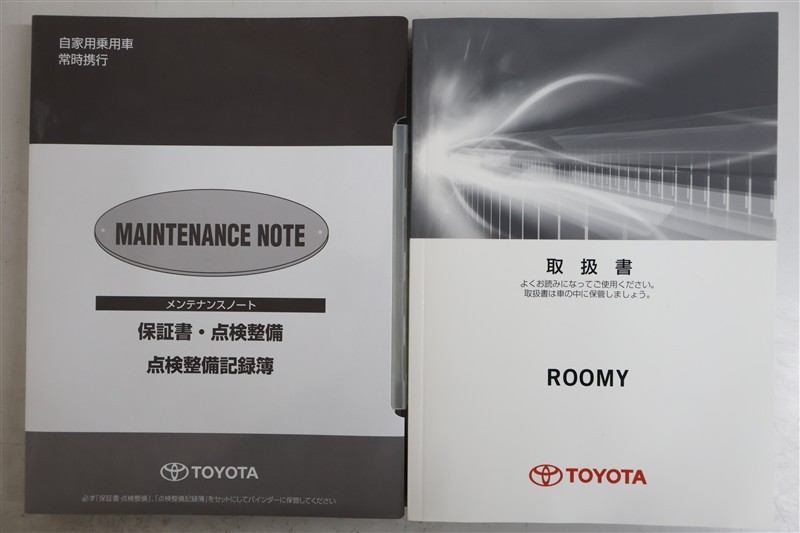 自家用乗用車
常時携行
MAINTENANCE NOTE
メンテナンスノート
保証書・点検整備
点検整備記録簿
TOYOTA
必ず「保証書・点検整備」、「点検整備記録簿」をセットにしてバインダーに保管してください
取扱書
よくお読みになってご使用ください。
取扱書は車の中に保管しましょう。
ROOMY
TOYOTA